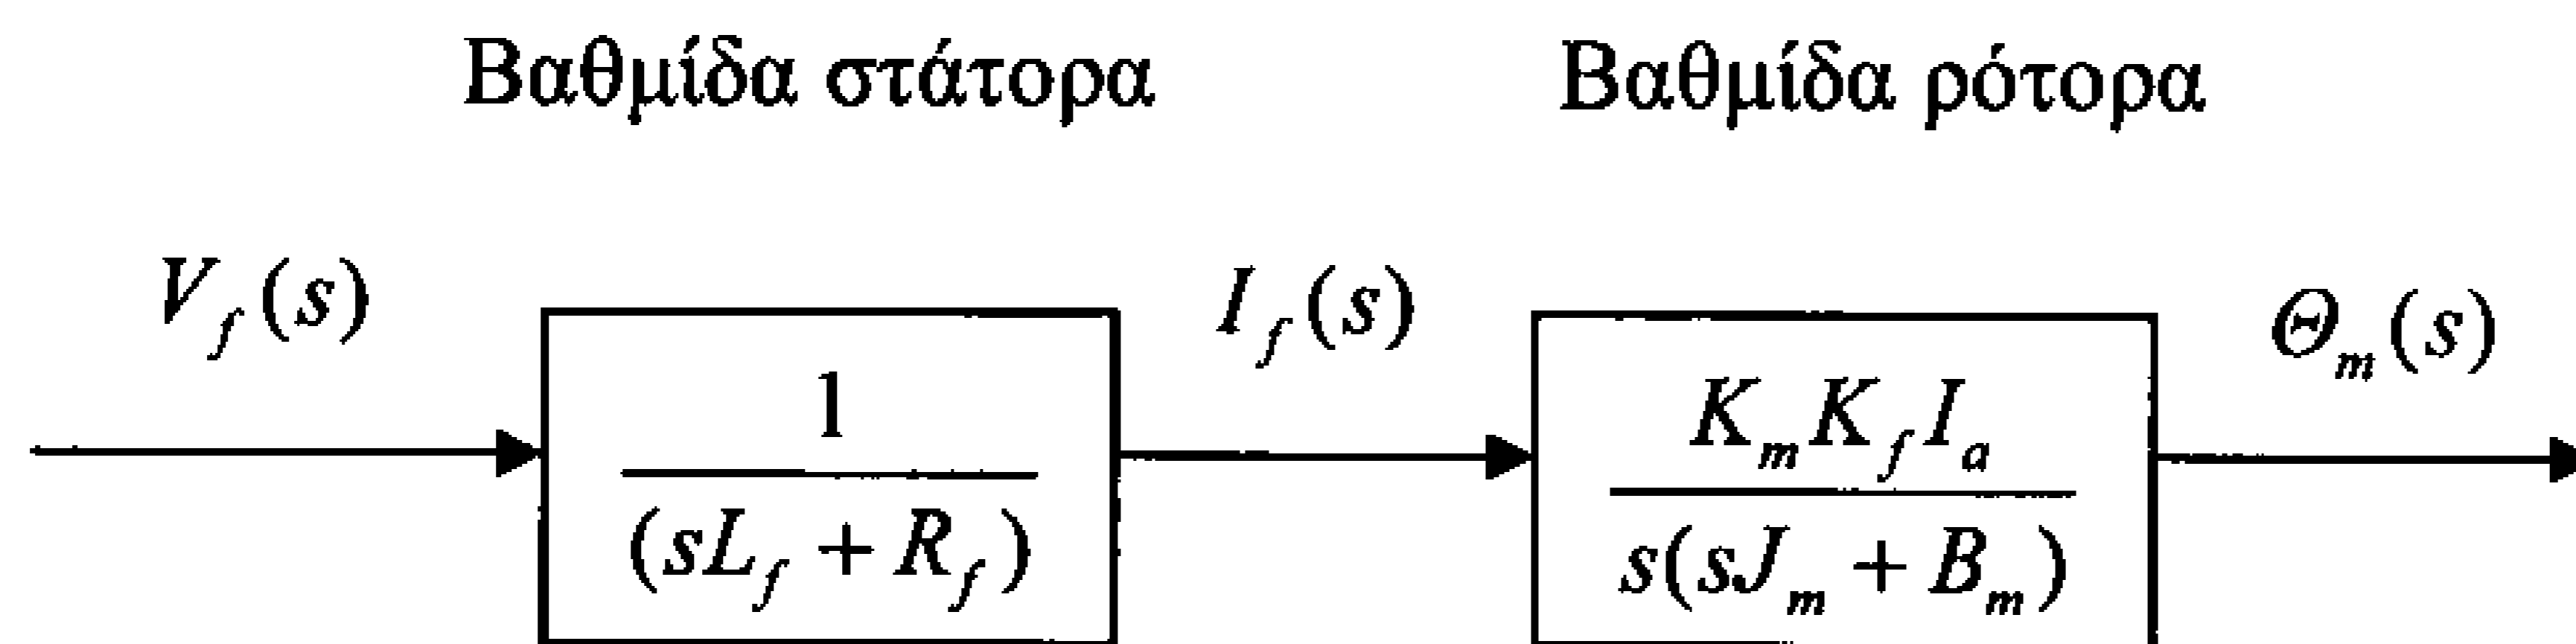 Βαθμίδα στάτορα Βαθμίδα ρότορα
V_f(s) I_f(s) Θ_m(s)
1 K_m K_f I_a
(sL_f + R_f) s(sJ_m + B_m)